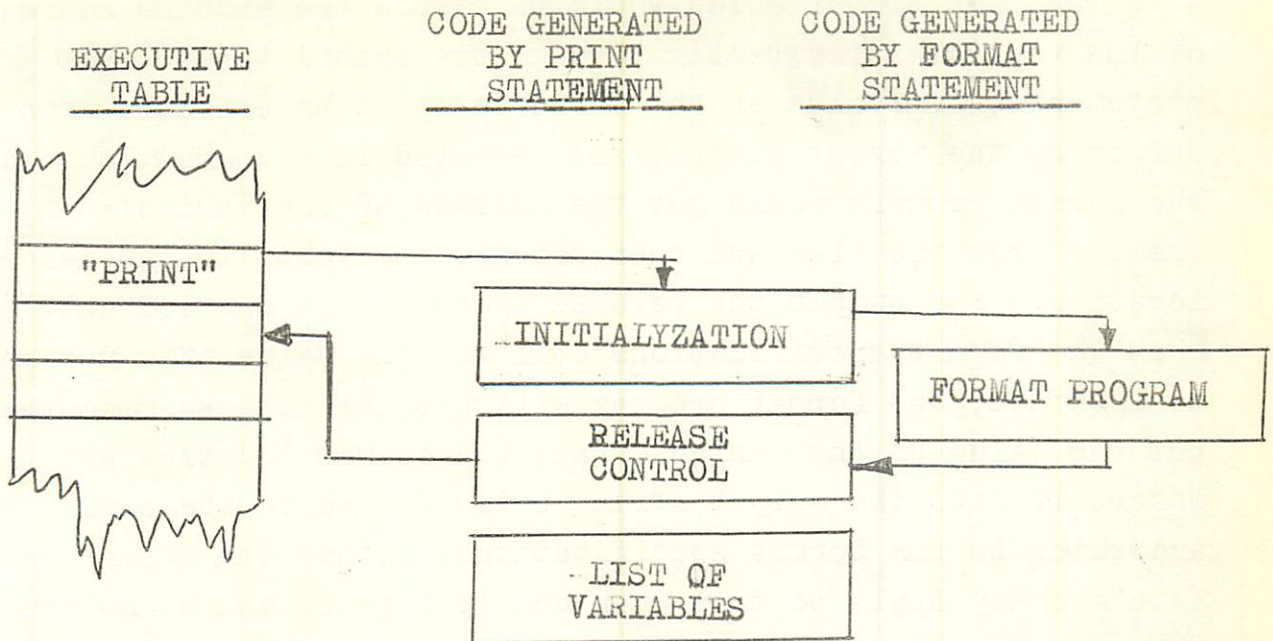 EXECUTIVE
TABLE
CODE GENERATED
BY PRINT
STATEMENT
CODE GENERATED
BY FORMAT
STATEMENT
"PRINT"
INITIALYZATION
FORMAT PROGRAM
RELEASE
CONTROL
LIST OF
VARIABLES